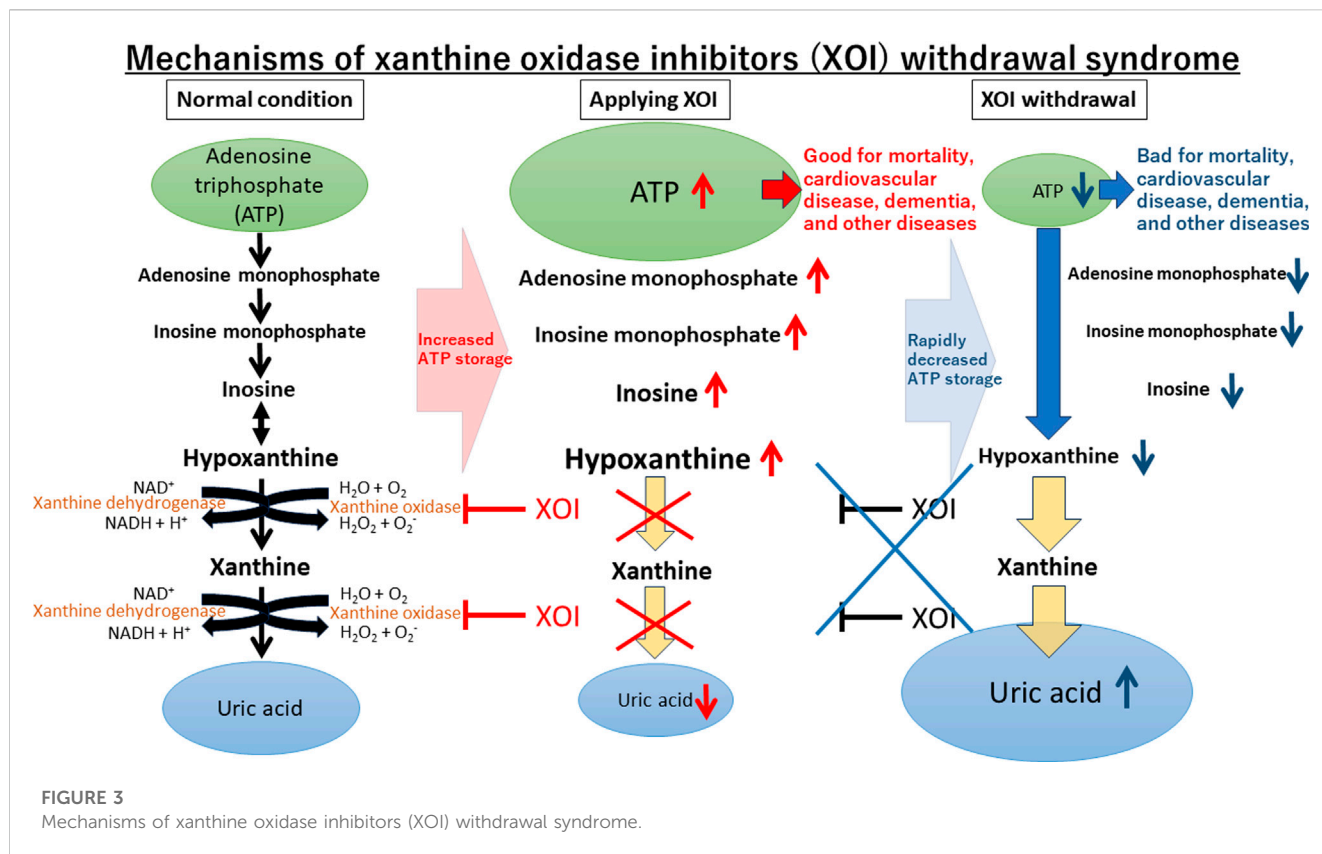 Mechanisms of xanthine oxidase inhibitors (XOI) withdrawal syndrome
Normal condition
Adenosine
triphosphate
(ATP)
Adenosine monophosphate
Inosine monophosphate
Inosine
Hypoxanthine
NAD⁺
Xanthine dehydrogenase
NADH + H⁺
H₂O + O₂
Xanthine oxidase
H₂O₂ + O₂⁻
Xanthine
NAD⁺
Xanthine dehydrogenase
NADH + H⁺
H₂O + O₂
Xanthine oxidase
H₂O₂ + O₂⁻
Uric acid
Increased
ATP storage
Applying XOI
ATP
Good for mortality,
cardiovascular
disease, dementia,
and other diseases
Adenosine monophosphate
Inosine monophosphate
Inosine
Hypoxanthine
XOI
Xanthine
XOI
Uric acid
Rapidly
decreased
ATP storage
XOI withdrawal
ATP
Bad for mortality,
cardiovascular
disease, dementia,
and other diseases
Adenosine monophosphate
Inosine monophosphate
Inosine
Hypoxanthine
XOI
Xanthine
XOI
Uric acid
FIGURE 3
Mechanisms of xanthine oxidase inhibitors (XOI) withdrawal syndrome.